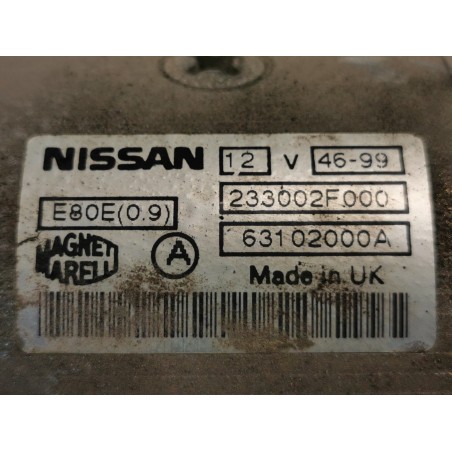 NISSAN 12 V 46-99
E80E(0.9) 233002F000
MAGNETI MARELLI A 63102000A
Made in UK